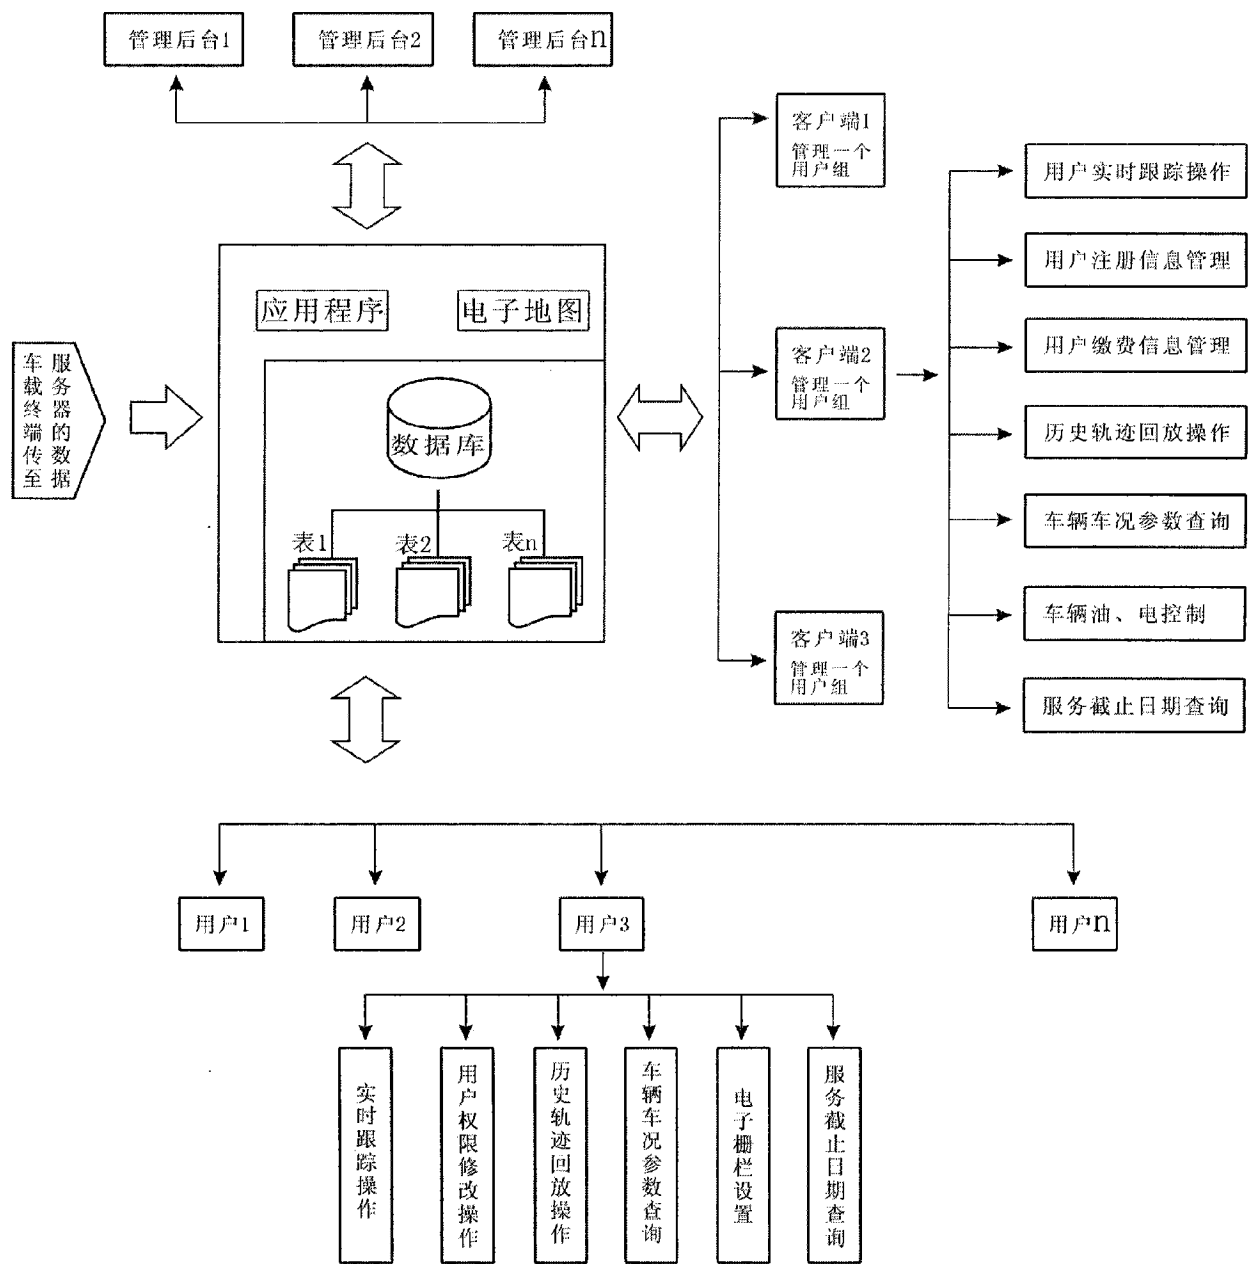 管理后台1
管理后台2
管理后台n
客户端1
管理一个
用户组
用户实时跟踪操作
用户注册信息管理
应用程序
电子地图
车载终端传至
服务器的数据
客户端2
管理一个
用户组
用户缴费信息管理
数据库
历史轨迹回放操作
表1
表2
表n
车辆车况参数查询
客户端3
管理一个
用户组
车辆油、电控制
服务截止日期查询
用户1
用户2
用户3
用户n
实时跟踪操作
用户权限修改操作
历史轨迹回放操作
车辆车况参数查询
电子栅栏设置
服务截止日期查询